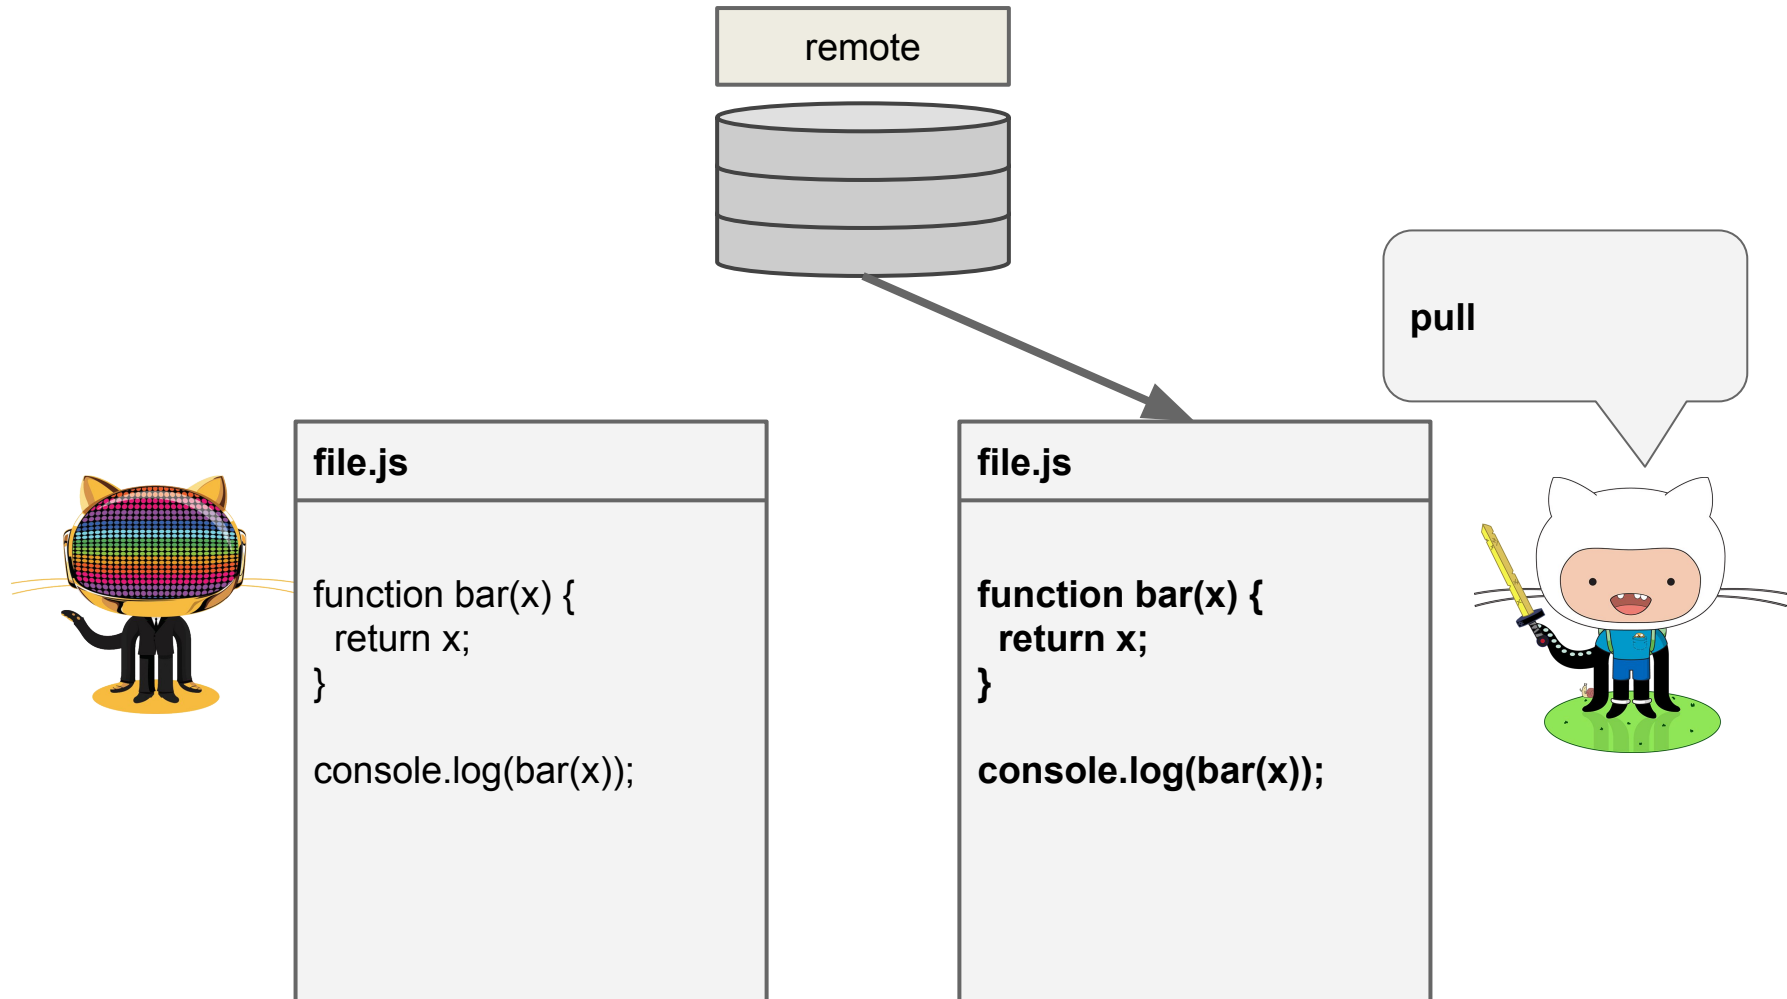 remote
pull
file.js
function bar(x) {
  return x;
}
console.log(bar(x));
file.js
function bar(x) {
  return x;
}
console.log(bar(x));